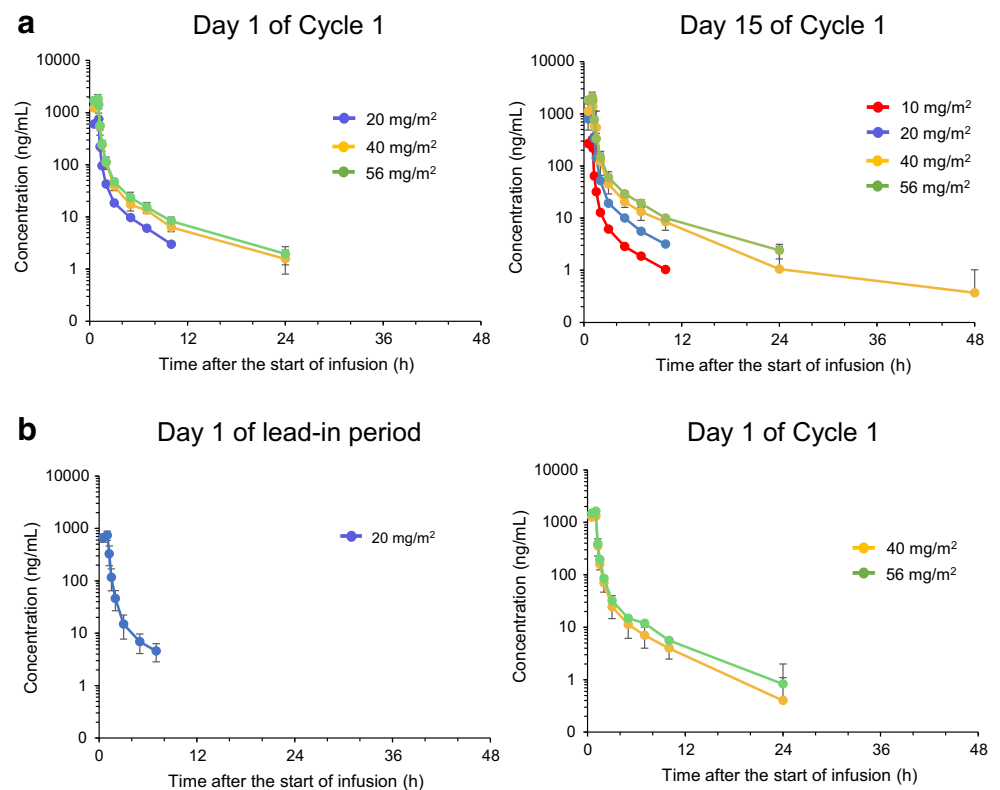 a
Day 1 of Cycle 1
Concentration (ng/mL)
10000
1000
100
10
1
0
0 12 24 36 48
Time after the start of infusion (h)
20 mg/m²
40 mg/m²
56 mg/m²
Day 15 of Cycle 1
Concentration (ng/mL)
10000
1000
100
10
1
0
0 12 24 36 48
Time after the start of infusion (h)
10 mg/m²
20 mg/m²
40 mg/m²
56 mg/m²
b
Day 1 of lead-in period
Concentration (ng/mL)
10000
1000
100
10
1
0
0 12 24 36 48
Time after the start of infusion (h)
20 mg/m²
Day 1 of Cycle 1
Concentration (ng/mL)
10000
1000
100
10
1
0
0 12 24 36 48
Time after the start of infusion (h)
40 mg/m²
56 mg/m²